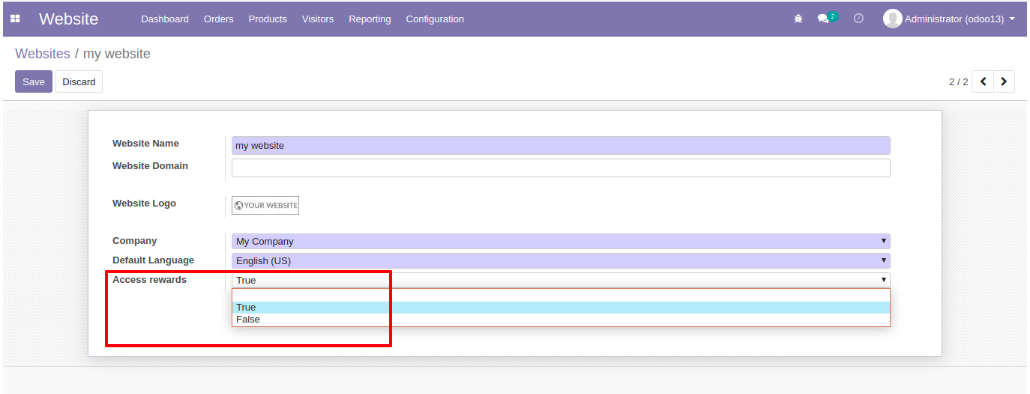 Website Dashboard Orders Products Visitors Reporting Configuration 2 Administrator (odoo13)
Websites / my website
Save Discard 2 / 2
Website Name my website
Website Domain
Website Logo YOUR WEBSITE
Company My Company
Default Language English (US)
Access rewards True
True
False